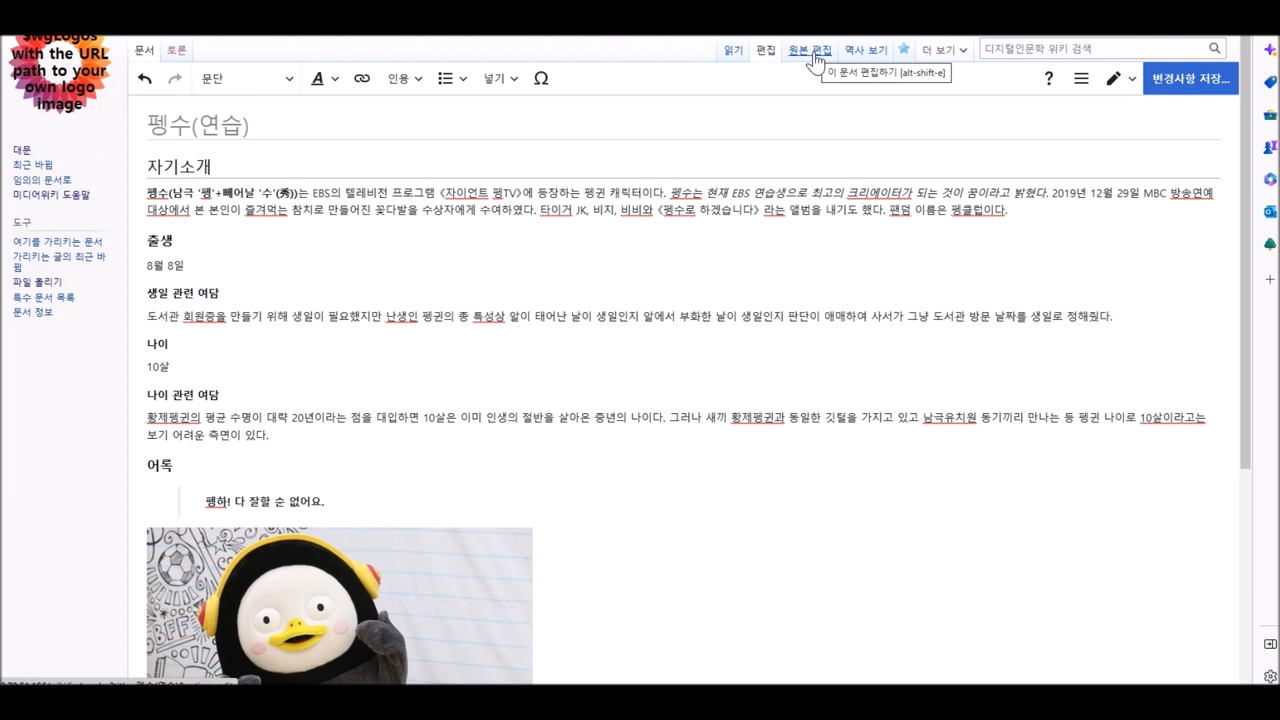 $wgLogos
with the URL
path to your
own logo
image
문서 토론 읽기 편집 원본 편집 역사 보기 더 보기 디지털인문학 위키 검색
이 문서 편집하기 [alt-shift-e]
문단 A 인용 넣기 Ω ? 변경사항 저장...
대문
최근 바뀜
임의의 문서로
미디어위키 도움말
도구
여기를 가리키는 문서
가리키는 글의 최근 바
뀜
파일 올리기
특수 문서 목록
문서 정보
펭수(연습)
자기소개
펭수(남극 '펭'+빼어날 '수'(秀))는 EBS의 텔레비전 프로그램 《자이언트 펭TV》에 등장하는 펭귄 캐릭터이다. 펭수는 현재 EBS 연습생으로 최고의 크리에이터가 되는 것이 꿈이라고 밝혔다. 2019년 12월 29일 MBC 방송연예
대상에서 본 본인이 즐겨먹는 참치로 만들어진 꽃다발을 수상자에게 수여하였다. 타이거 JK, 비지, 비비와 《펭수로 하겠습니다》 라는 앨범을 내기도 했다. 팬덤 이름은 펭클럽이다.
출생
8월 8일
생일 관련 여담
도서관 회원증을 만들기 위해 생일이 필요했지만 난생인 펭귄의 종 특성상 알이 태어난 날이 생일인지 알에서 부화한 날이 생일인지 판단이 애매하여 사서가 그냥 도서관 방문 날짜를 생일로 정해줬다.
나이
10살
나이 관련 여담
황제펭귄의 평균 수명이 대략 20년이라는 점을 대입하면 10살은 이미 인생의 절반을 살아온 중년의 나이다. 그러나 새끼 황제펭귄과 동일한 깃털을 가지고 있고 남극유치원 동기끼리 만나는 등 펭귄 나이로 10살이라고는
보기 어려운 측면이 있다.
어록
펭하! 다 잘할 순 없어요.
BFF